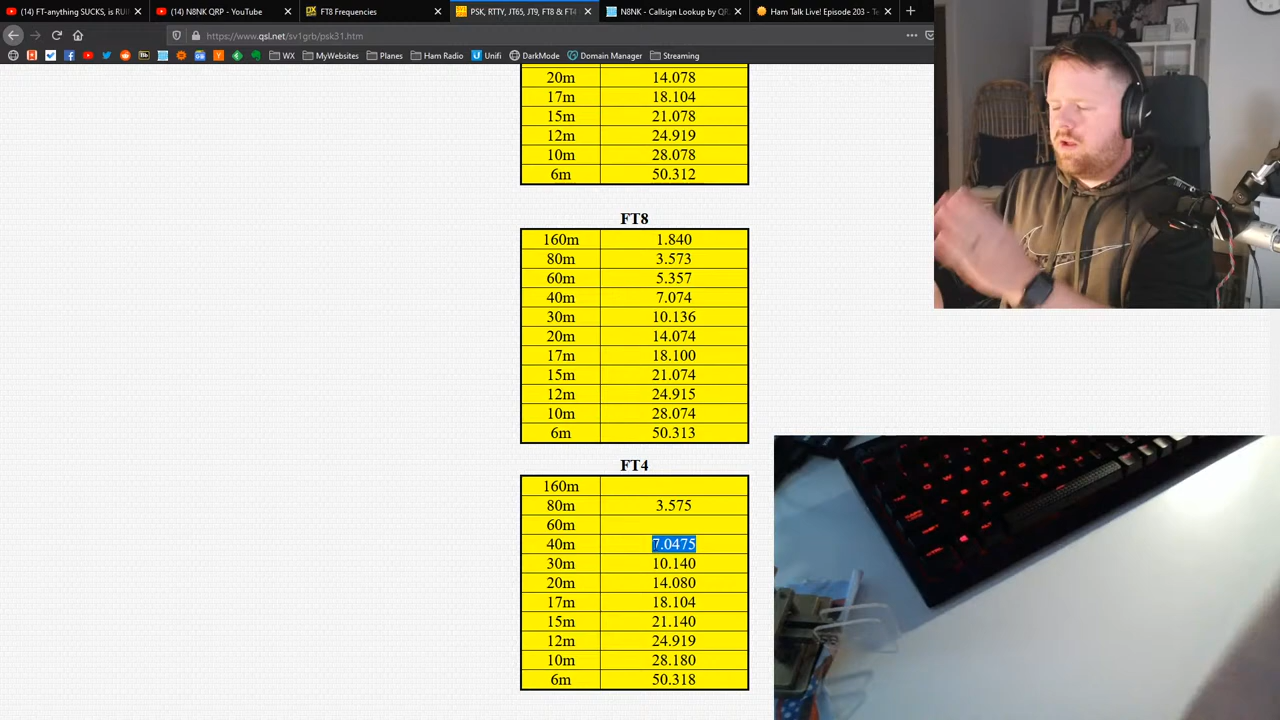 (14) FT-anything SUCKS, is RUI
(14) N8NK QRP - YouTube
FT8 Frequencies
PSK, RTTY, JT65, JT9, FT8 & FT4
N8NK - Callsign Lookup by QRZ
Ham Talk Live! Episode 203 - Te
https://www.qsl.net/sv1grb/psk31.htm
WX MyWebsites Planes Ham Radio Unifi DarkMode Domain Manager Streaming
20m 14.078
17m 18.104
15m 21.078
12m 24.919
10m 28.078
6m 50.312
FT8
160m 1.840
80m 3.573
60m 5.357
40m 7.074
30m 10.136
20m 14.074
17m 18.100
15m 21.074
12m 24.915
10m 28.074
6m 50.313
FT4
160m
80m 3.575
60m
40m 7.0475
30m 10.140
20m 14.080
17m 18.104
15m 21.140
12m 24.919
10m 28.180
6m 50.318